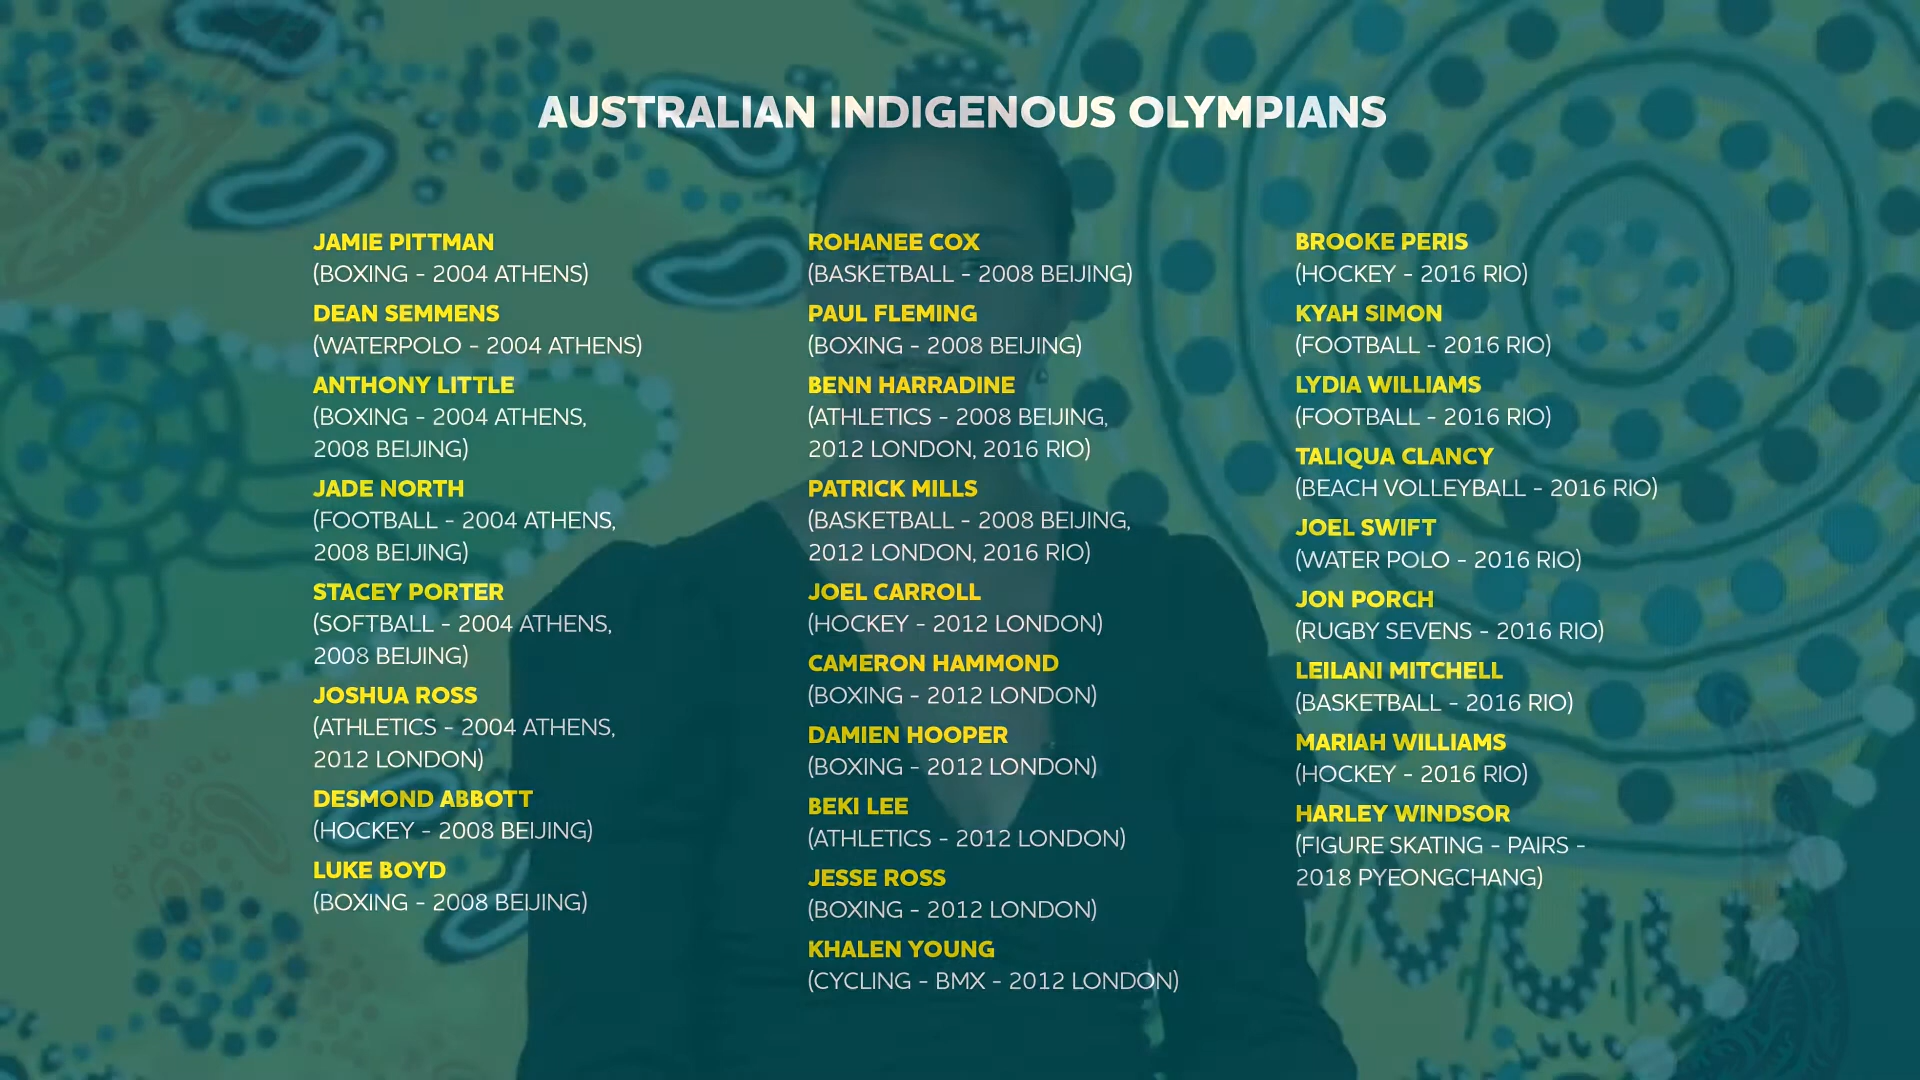 AUSTRALIAN INDIGENOUS OLYMPIANS
JAMIE PITTMAN
(BOXING - 2004 ATHENS)
DEAN SEMMENS
(WATERPOLO - 2004 ATHENS)
ANTHONY LITTLE
(BOXING - 2004 ATHENS,
2008 BEIJING)
JADE NORTH
(FOOTBALL - 2004 ATHENS,
2008 BEIJING)
STACEY PORTER
(SOFTBALL - 2004 ATHENS,
2008 BEIJING)
JOSHUA ROSS
(ATHLETICS - 2004 ATHENS,
2012 LONDON)
DESMOND ABBOTT
(HOCKEY - 2008 BEIJING)
LUKE BOYD
(BOXING - 2008 BEIJING)
ROHANEE COX
(BASKETBALL - 2008 BEIJING)
PAUL FLEMING
(BOXING - 2008 BEIJING)
BENN HARRADINE
(ATHLETICS - 2008 BEIJING,
2012 LONDON, 2016 RIO)
PATRICK MILLS
(BASKETBALL - 2008 BEIJING,
2012 LONDON, 2016 RIO)
JOEL CARROLL
(HOCKEY - 2012 LONDON)
CAMERON HAMMOND
(BOXING - 2012 LONDON)
DAMIEN HOOPER
(BOXING - 2012 LONDON)
BEKI LEE
(ATHLETICS - 2012 LONDON)
JESSE ROSS
(BOXING - 2012 LONDON)
KHALEN YOUNG
(CYCLING - BMX - 2012 LONDON)
BROOKE PERIS
(HOCKEY - 2016 RIO)
KYAH SIMON
(FOOTBALL - 2016 RIO)
LYDIA WILLIAMS
(FOOTBALL - 2016 RIO)
TALIQUA CLANCY
(BEACH VOLLEYBALL - 2016 RIO)
JOEL SWIFT
(WATER POLO - 2016 RIO)
JON PORCH
(RUGBY SEVENS - 2016 RIO)
LEILANI MITCHELL
(BASKETBALL - 2016 RIO)
MARIAH WILLIAMS
(HOCKEY - 2016 RIO)
HARLEY WINDSOR
(FIGURE SKATING - PAIRS -
2018 PYEONGCHANG)